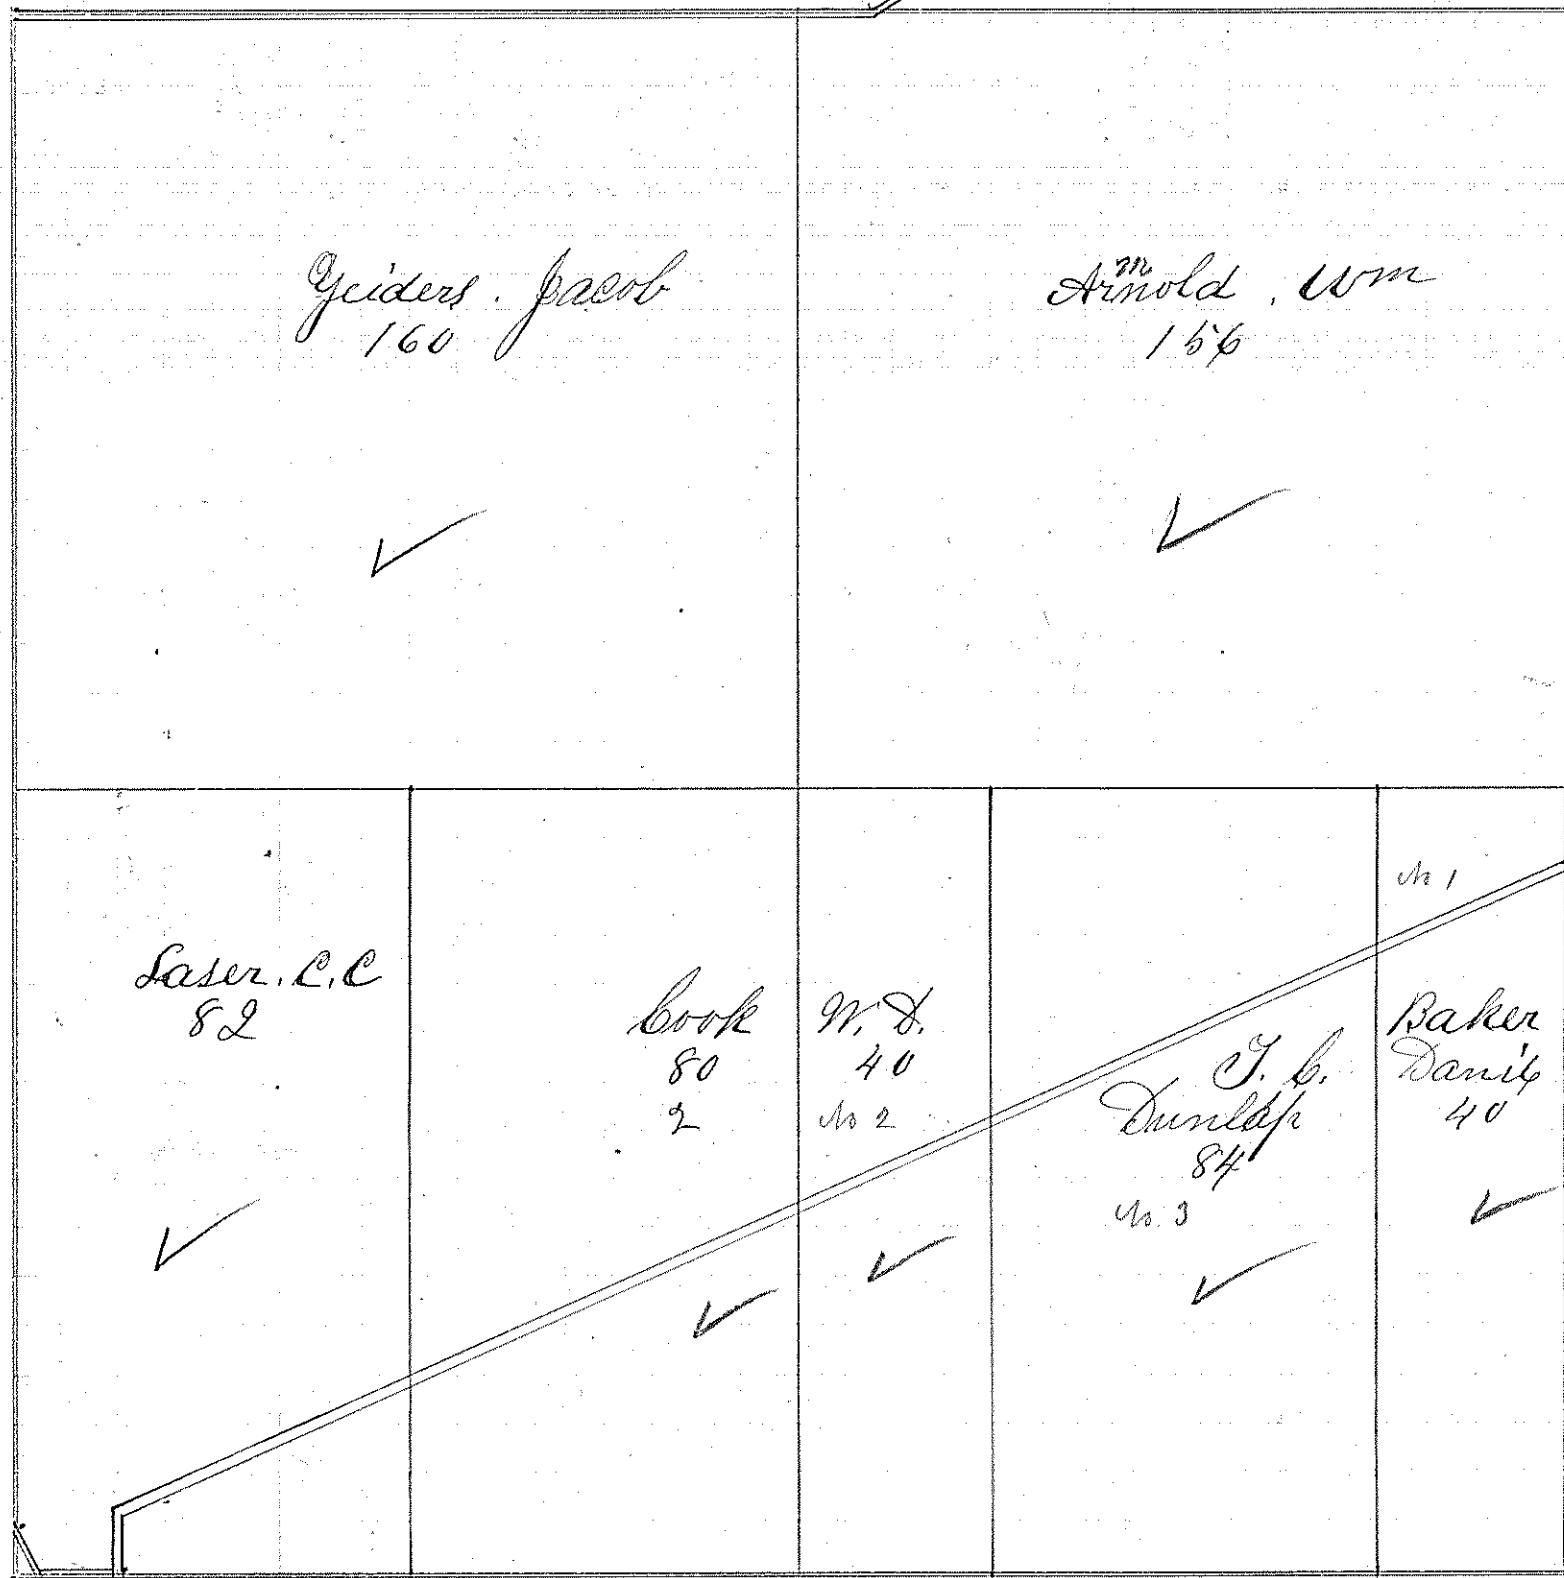 Geiders. Jacob
160
Arnold, Wm
156
No 1
Laser. C. C
82
Cook W. D.
80 40
2 No 2
T. C.
Dunlap
84
No 3
Baker
40